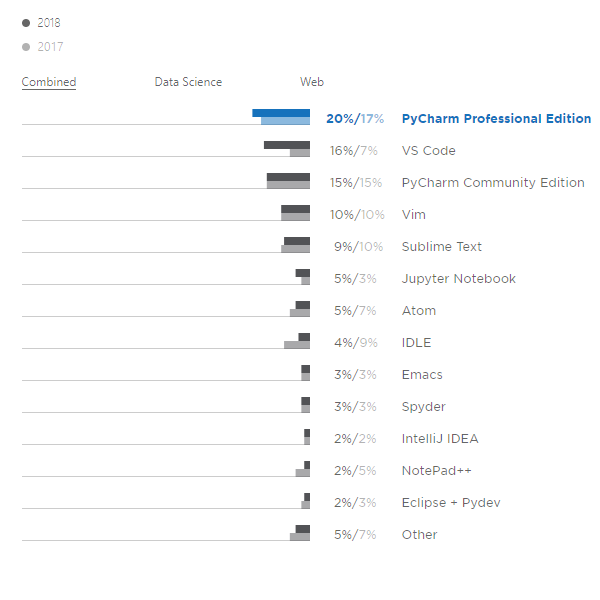 2018
2017
Combined Data Science Web
20%/17% PyCharm Professional Edition
16%/7% VS Code
15%/15% PyCharm Community Edition
10%/10% Vim
9%/10% Sublime Text
5%/3% Jupyter Notebook
5%/7% Atom
4%/9% IDLE
3%/3% Emacs
3%/3% Spyder
2%/2% IntelliJ IDEA
2%/5% NotePad++
2%/3% Eclipse + Pydev
5%/7% Other